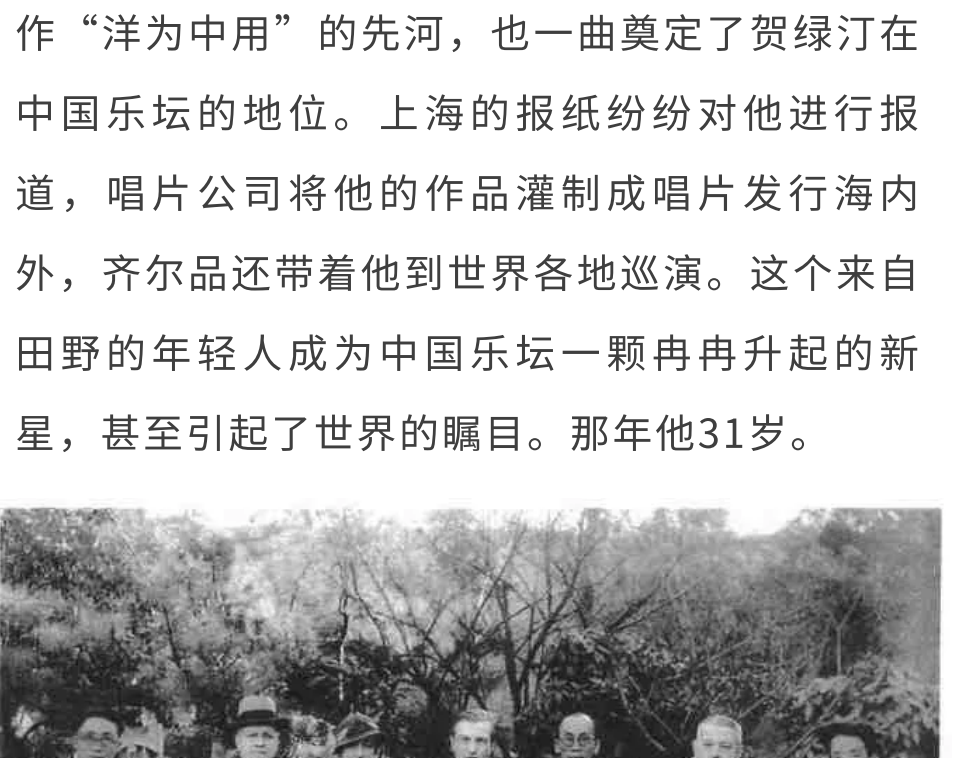 作“洋为中用”的先河，也一曲奠定了贺绿汀在
中国乐坛的地位。上海的报纸纷纷对他进行报
道，唱片公司将他的作品灌制成唱片发行海内
外，齐尔品还带着他到世界各地巡演。这个来自
田野的年轻人成为中国乐坛一颗冉冉升起的新
星，甚至引起了世界的瞩目。那年他31岁。